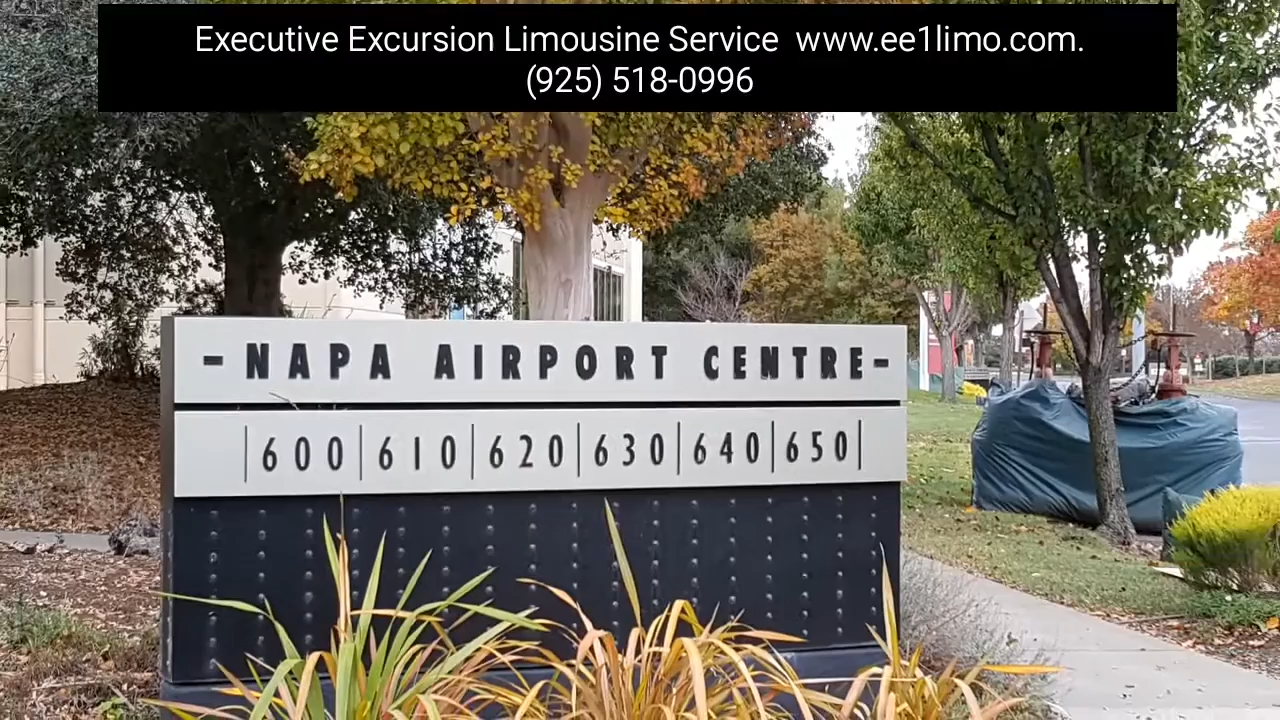 Executive Excursion Limousine Service  www.ee1limo.com.
(925) 518-0996
-NAPA AIRPORT CENTRE-
|600|610|620|630|640|650|